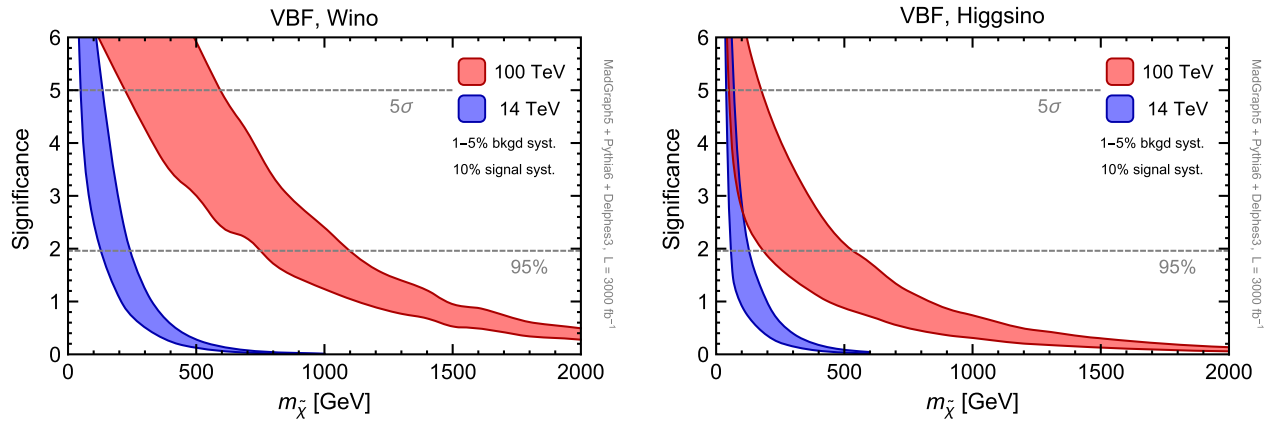 VBF, Wino
6
5
4
3
2
1
0
Significance
100 TeV
14 TeV
1–5% bkgd syst.
10% signal syst.
5σ
95%
0
500
1000
1500
2000
m_χ̃ [GeV]
MadGraph5 + Pythia6 + Delphes3, L = 3000 fb⁻¹
VBF, Higgsino
6
5
4
3
2
1
0
Significance
100 TeV
14 TeV
1–5% bkgd syst.
10% signal syst.
5σ
95%
0
500
1000
1500
2000
m_χ̃ [GeV]
MadGraph5 + Pythia6 + Delphes3, L = 3000 fb⁻¹